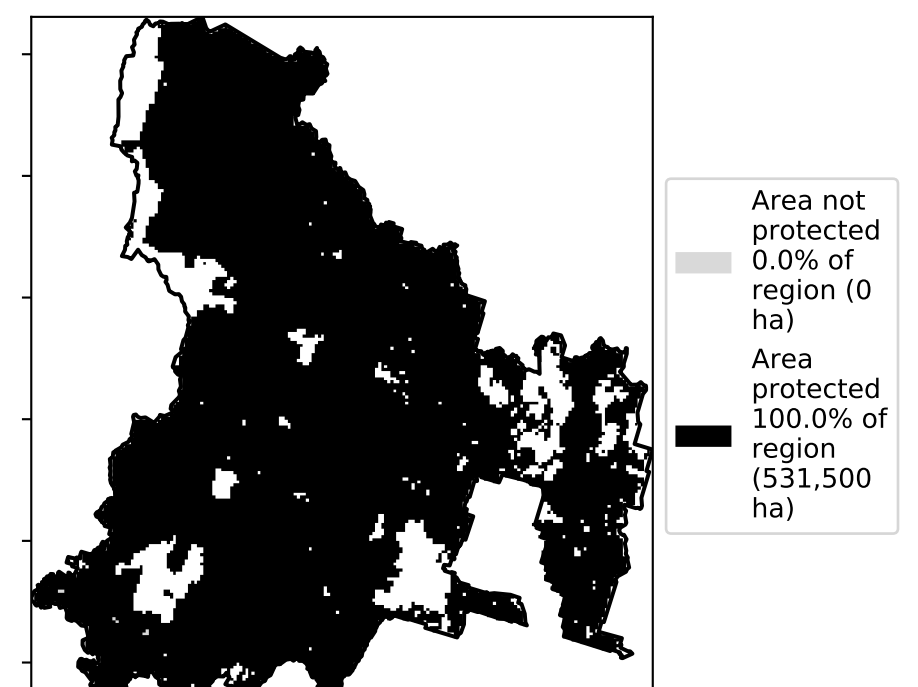 Area not
protected
0.0% of
region (0
ha)
Area
protected
100.0% of
region
(531,500
ha)